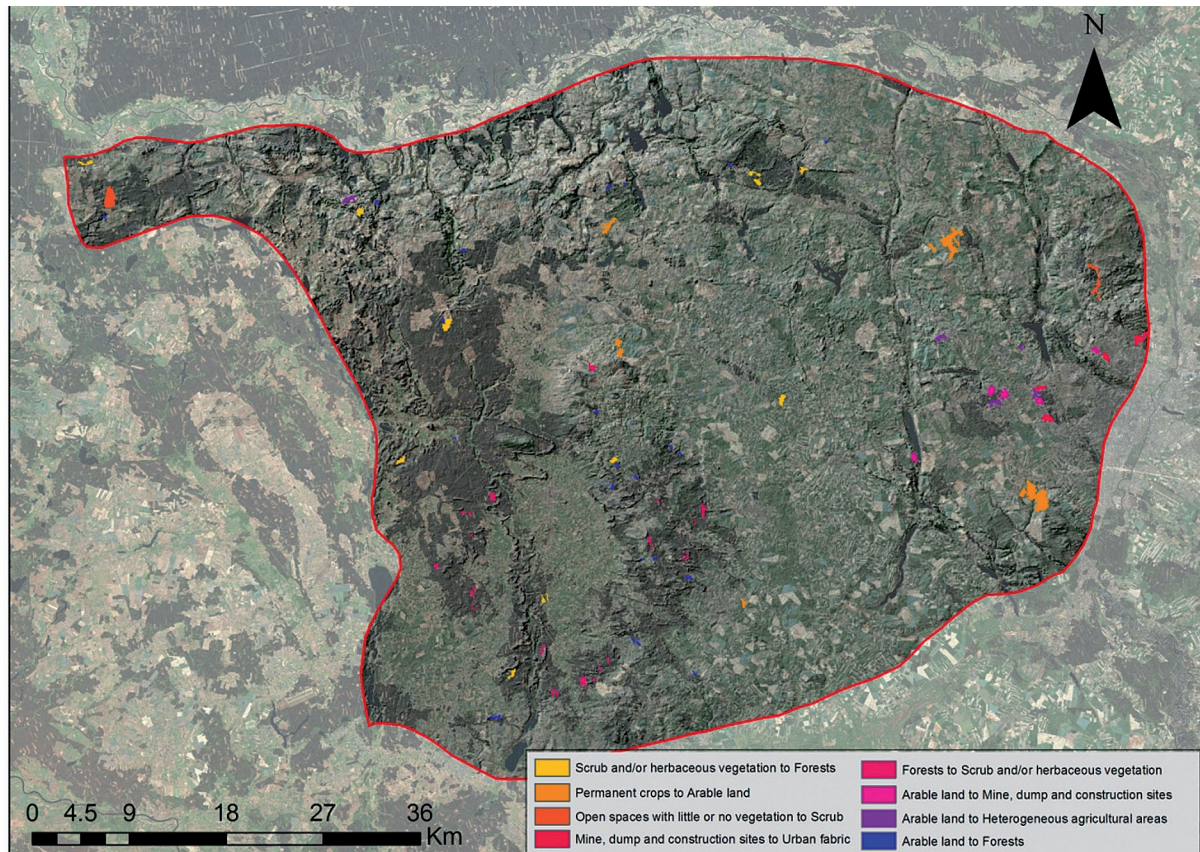 N
Scrub and/or herbaceous vegetation to Forests
Permanent crops to Arable land
Open spaces with little or no vegetation to Scrub
Mine, dump and construction sites to Urban fabric
Forests to Scrub and/or herbaceous vegetation
Arable land to Mine, dump and construction sites
Arable land to Heterogeneous agricultural areas
Arable land to Forests
0 4.5 9 18 27 36
Km